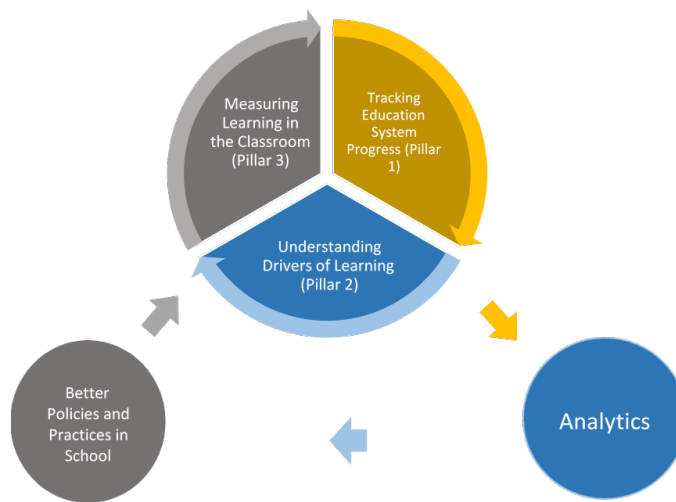 Measuring
Learning in
the Classroom
(Pillar 3)
Tracking
Education
System
Progress (Pillar
1)
Understanding
Drivers of Learning
(Pillar 2)
Better
Policies and
Practices in
School
Analytics